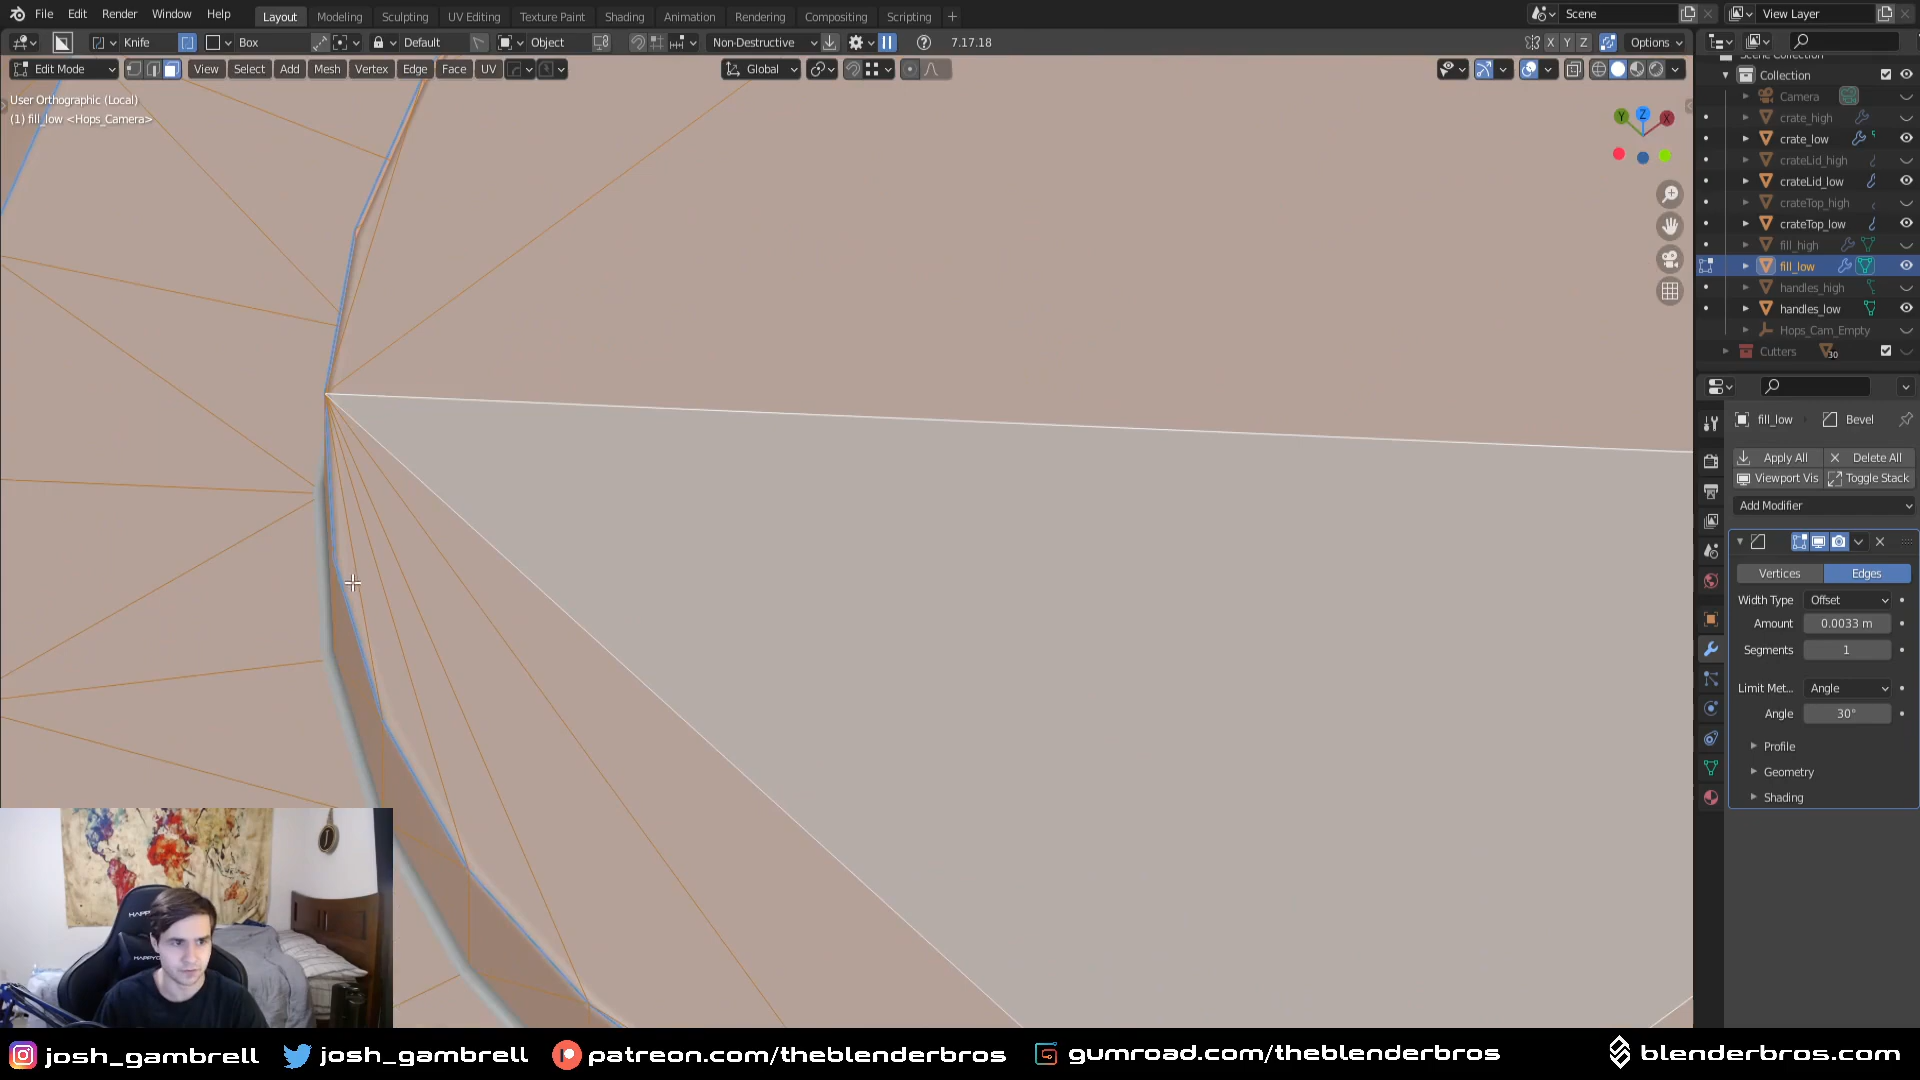 File Edit Render Window Help Layout Modeling Sculpting UV Editing Texture Paint Shading Animation Rendering Compositing Scripting + Scene View Layer
Knife Box Default Object Non-Destructive 7.17.18 X Y Z Options
Edit Mode View Select Add Mesh Vertex Edge Face UV Global
User Orthographic (Local)
(1) fill_low <Hops_Camera>
Y Z X
Scene Collection
Collection
Camera
crate_high
crate_low
crateLid_high
crateLid_low
crateTop_high
crateTop_low
fill_high
fill_low
handles_high
handles_low
Hops_Cam_Empty
Cutters 30
fill_low Bevel
Apply All Delete All
Viewport Vis Toggle Stack
Add Modifier
Vertices Edges
Width Type Offset
Amount 0.0033 m
Segments 1
Limit Met... Angle
Angle 30°
Profile
Geometry
Shading
josh_gambrell josh_gambrell patreon.com/theblenderbros gumroad.com/theblenderbros blenderbros.com